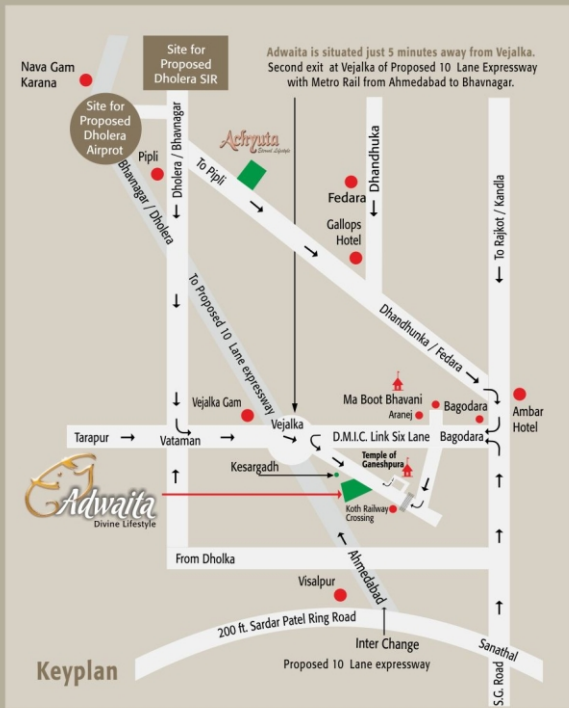 Nava Gam
Karana
Site for
Proposed
Dholera SIR
Adwaita is situated just 5 minutes away from Vejalka.
Second exit at Vejalka of Proposed 10 Lane Expressway
with Metro Rail from Ahmedabad to Bhavnagar.
Site for
Proposed
Dholera
Airprot
Pipli
Dholera / Bhavnagar
Achyuta
Eternal Lifestyle
To Pipli
Dhandhuka
Fedara
Gallops
Hotel
To Rajkot / Kandla
Bhavnagar / Dholera
To Proposed 10 Lane expressway
Dhandhunka / Fedara
Ma Boot Bhavani
Aranej
Bagodara
Ambar
Hotel
Vejalka Gam
Vejalka
Tarapur
Vataman
D.M.I.C. Link Six Lane
Bagodara
Kesargadh
Temple of
Ganeshpura
Adwaita
Divine Lifestyle
Koth Railway
Crossing
From Dholka
Ahmedabad
Visalpur
200 ft. Sardar Patel Ring Road
Inter Change
Proposed 10 Lane expressway
Sanathal
S.G. Road
Keyplan